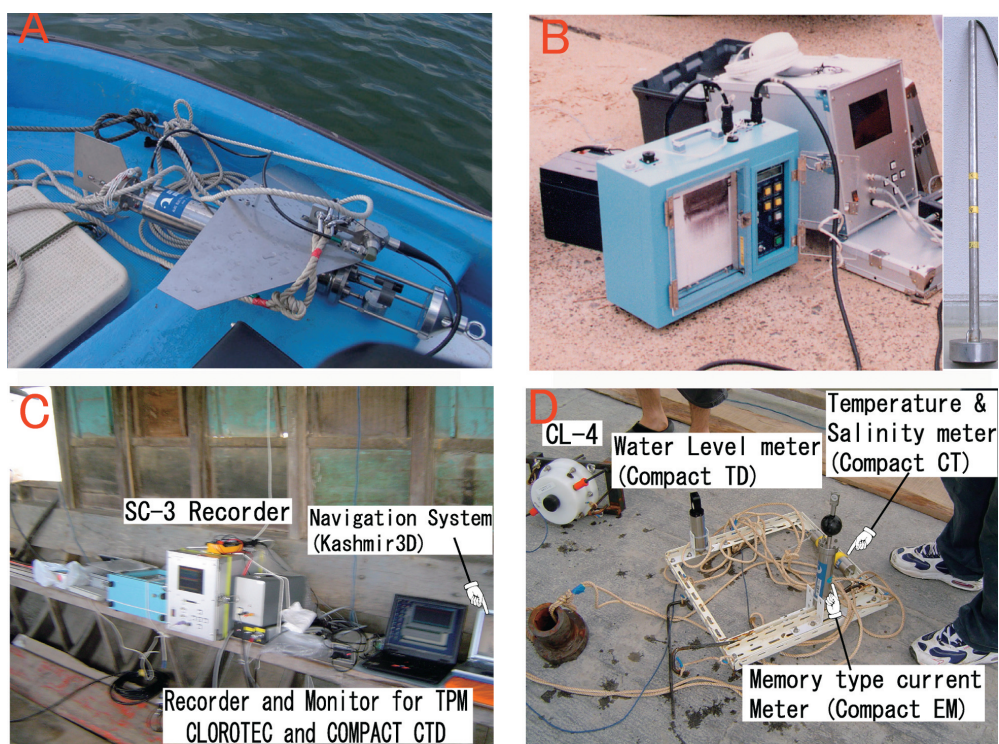 A
B
C
SC-3 Recorder
Navigation System
(Kashmir3D)
Recorder and Monitor for TPM
CLOROTEC and COMPACT CTD
D
CL-4
Water Level meter
(Compact TD)
Temperature &
Salinity meter
(Compact CT)
Memory type current
Meter (Compact EM)